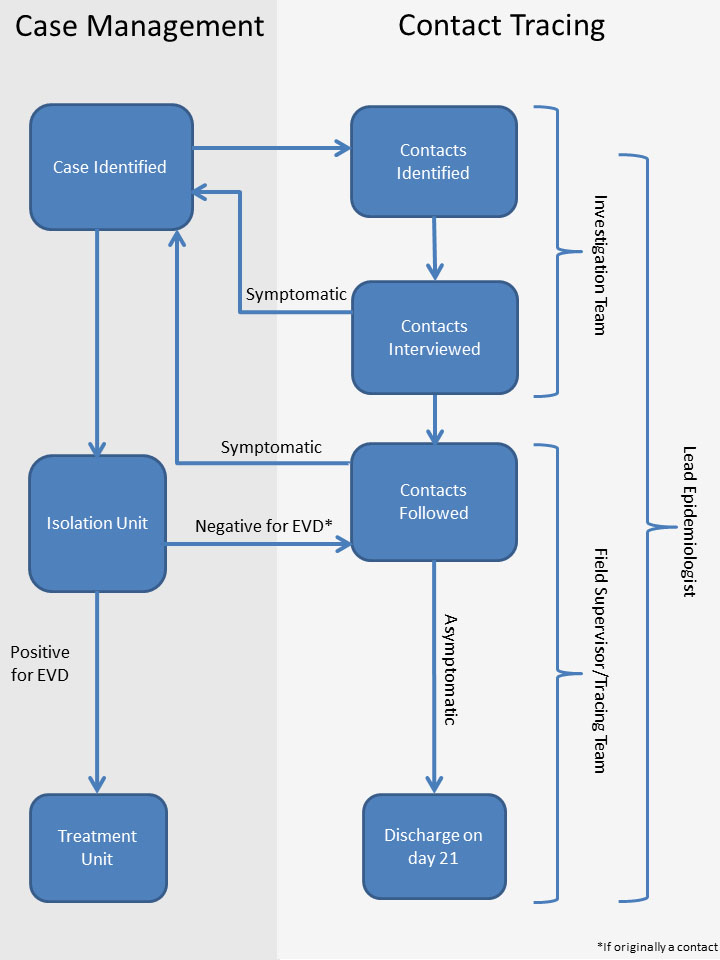 Case Management
Contact Tracing
Case Identified
Contacts
Identified
Investigation Team
Symptomatic
Contacts
Interviewed
Symptomatic
Contacts
Followed
Lead Epidemiologist
Isolation Unit
Negative for EVD*
Field Supervisor/Tracing Team
Positive
for EVD
Asymptomatic
Treatment
Unit
Discharge on
day 21
*If originally a contact